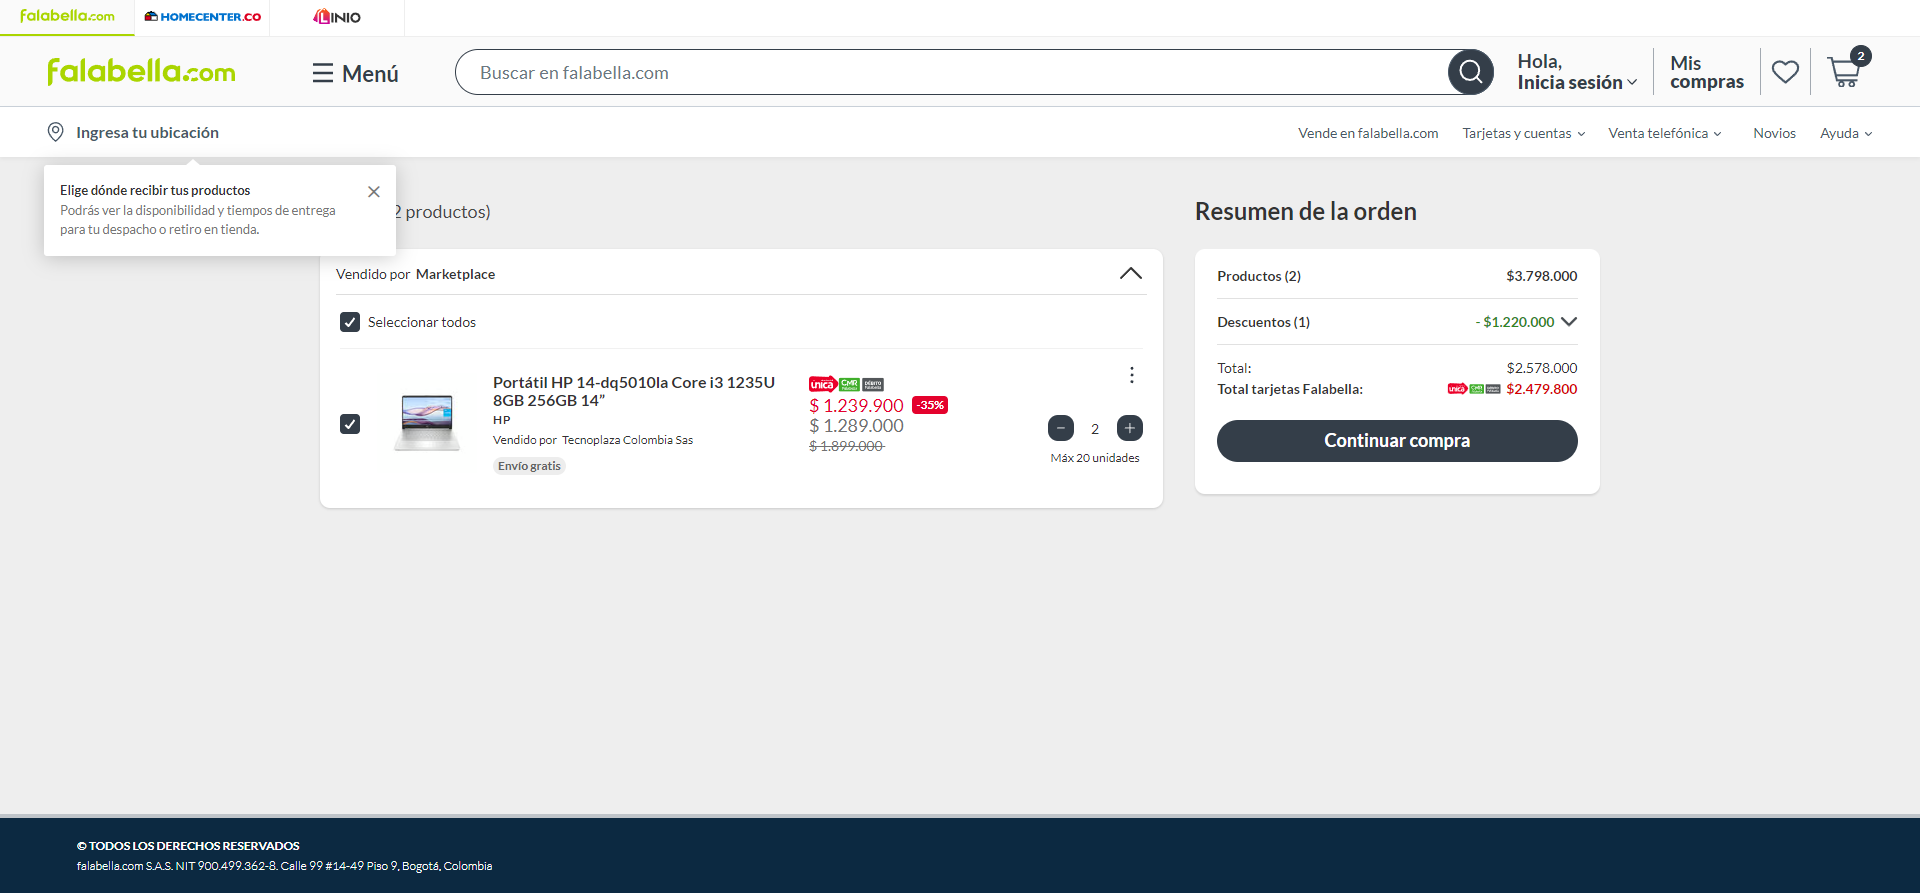 falabella.com
HOMECENTER.CO
LINIO
falabella.com
Menú
Buscar en falabella.com
Hola,
Inicia sesión
Mis
compras
2
Ingresa tu ubicación
Vende en falabella.com
Tarjetas y cuentas
Venta telefónica
Novios
Ayuda
Elige dónde recibir tus productos
Podrás ver la disponibilidad y tiempos de entrega
para tu despacho o retiro en tienda.
2 productos)
Resumen de la orden
Vendido por Marketplace
Seleccionar todos
Portátil HP 14-dq5010la Core i3 1235U
8GB 256GB 14”
HP
Vendido por Tecnoplaza Colombia Sas
Envío gratis
unica CMR DÉBITO
$ 1.239.900 -35%
$ 1.289.000
$ 1.899.000
2
Máx 20 unidades
Productos (2) $3.798.000
Descuentos (1) - $1.220.000
Total: $2.578.000
Total tarjetas Falabella: unica CMR $2.479.800
Continuar compra
© TODOS LOS DERECHOS RESERVADOS
falabella.com S.A.S. NIT 900.499.362-8. Calle 99 #14-49 Piso 9, Bogotá, Colombia